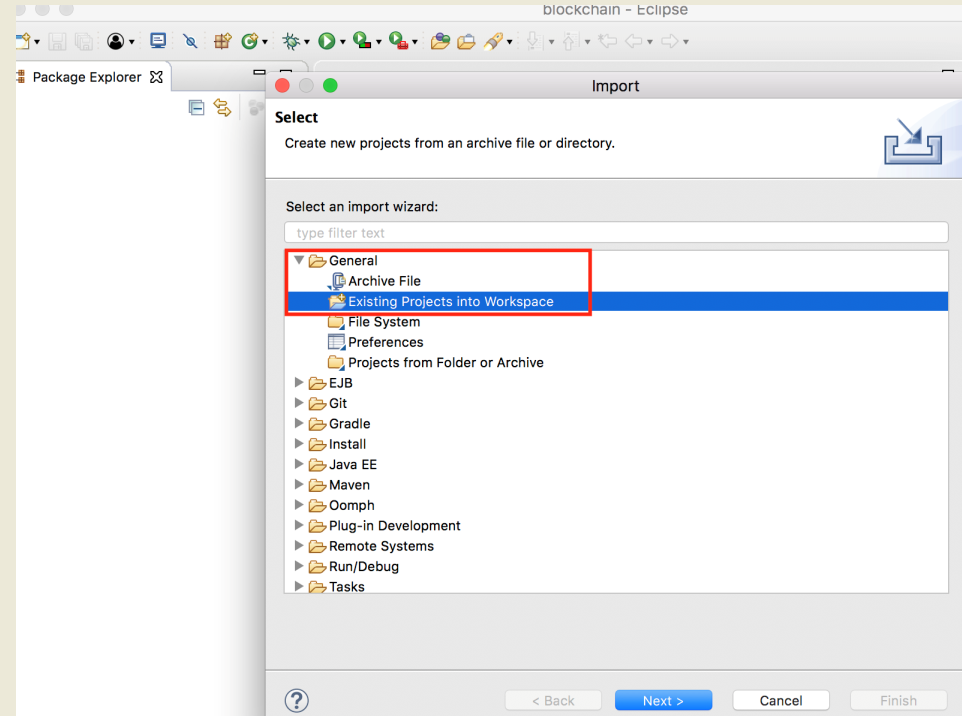 blockchain - Eclipse
Package Explorer
Import
Select
Create new projects from an archive file or directory.
Select an import wizard:
type filter text
General
Archive File
Existing Projects into Workspace
File System
Preferences
Projects from Folder or Archive
EJB
Git
Gradle
Install
Java EE
Maven
Oomph
Plug-in Development
Remote Systems
Run/Debug
Tasks
? < Back Next > Cancel Finish